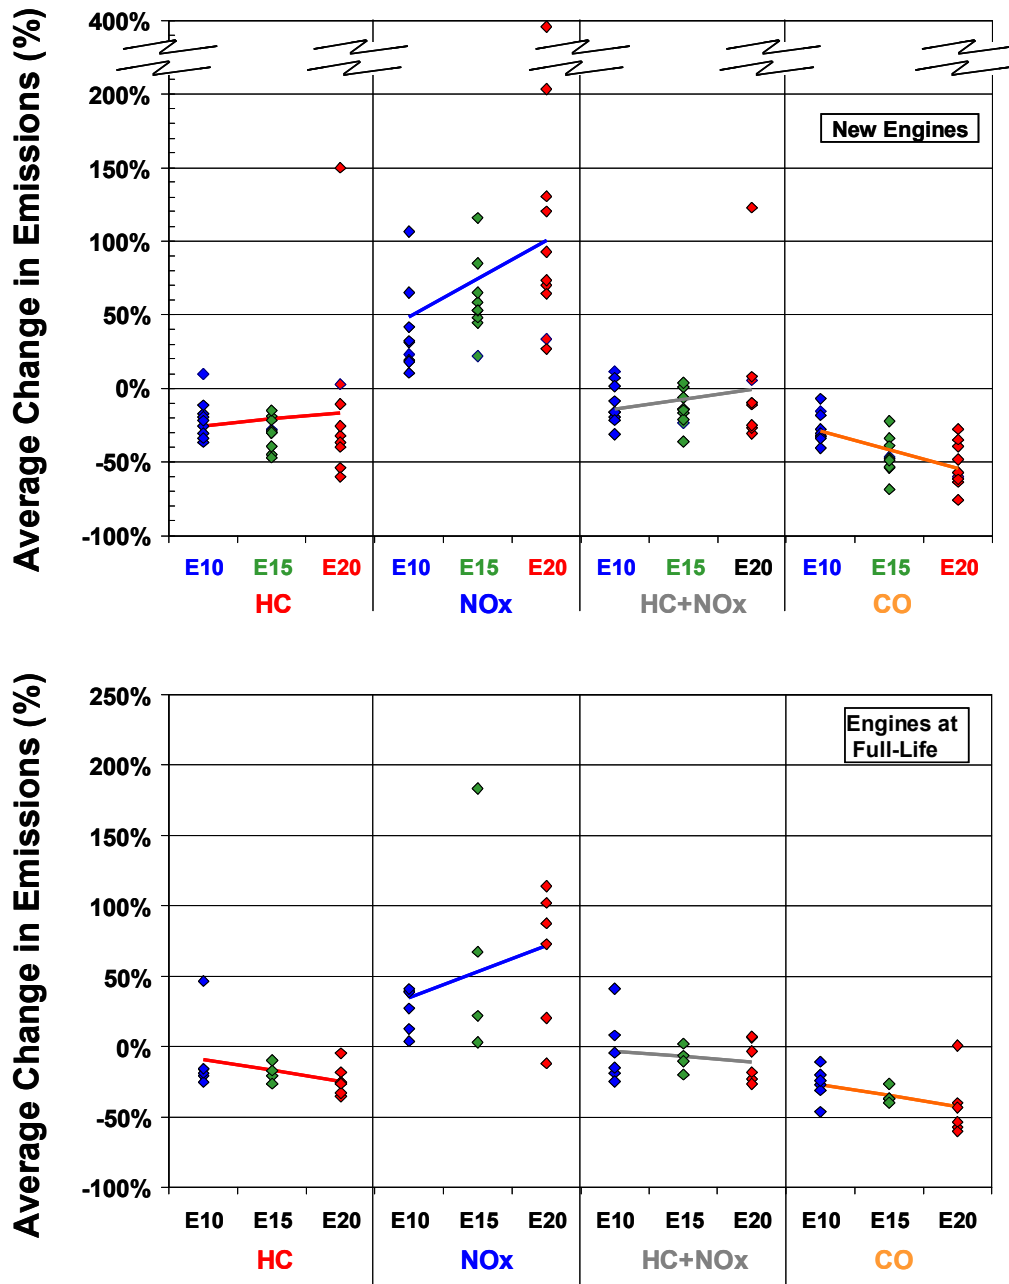 Average Change in Emissions (%)
400%
200%
150%
100%
50%
0%
-50%
-100%
New Engines
E10 E15 E20 E10 E15 E20 E10 E15 E20 E10 E15 E20
HC NOx HC+NOx CO
Average Change in Emissions (%)
250%
200%
150%
100%
50%
0%
-50%
-100%
Engines at
Full-Life
E10 E15 E20 E10 E15 E20 E10 E15 E20 E10 E15 E20
HC NOx HC+NOx CO